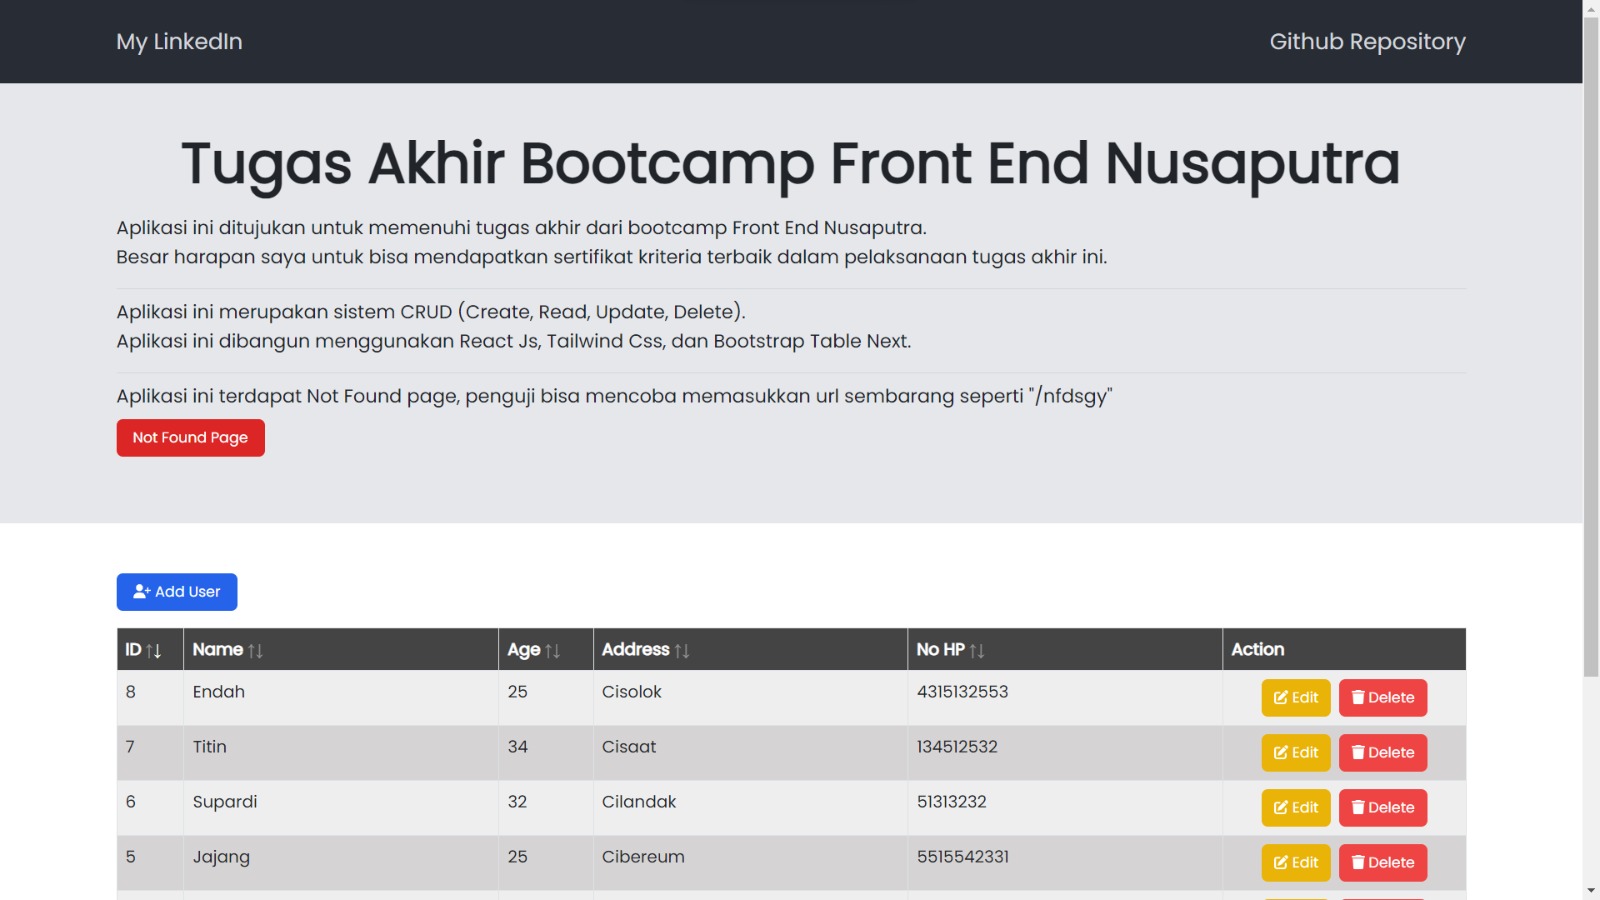 My LinkedIn Github Repository
Tugas Akhir Bootcamp Front End Nusaputra
Aplikasi ini ditujukan untuk memenuhi tugas akhir dari bootcamp Front End Nusaputra.
Besar harapan saya untuk bisa mendapatkan sertifikat kriteria terbaik dalam pelaksanaan tugas akhir ini.
Aplikasi ini merupakan sistem CRUD (Create, Read, Update, Delete).
Aplikasi ini dibangun menggunakan React Js, Tailwind Css, dan Bootstrap Table Next.
Aplikasi ini terdapat Not Found page, penguji bisa mencoba memasukkan url sembarang seperti "/nfdsgy"
Not Found Page
Add User
ID Name Age Address No HP Action
8 Endah 25 Cisolok 4315132553 Edit Delete
7 Titin 34 Cisaat 134512532 Edit Delete
6 Supardi 32 Cilandak 51313232 Edit Delete
5 Jajang 25 Cibereum 5515542331 Edit Delete